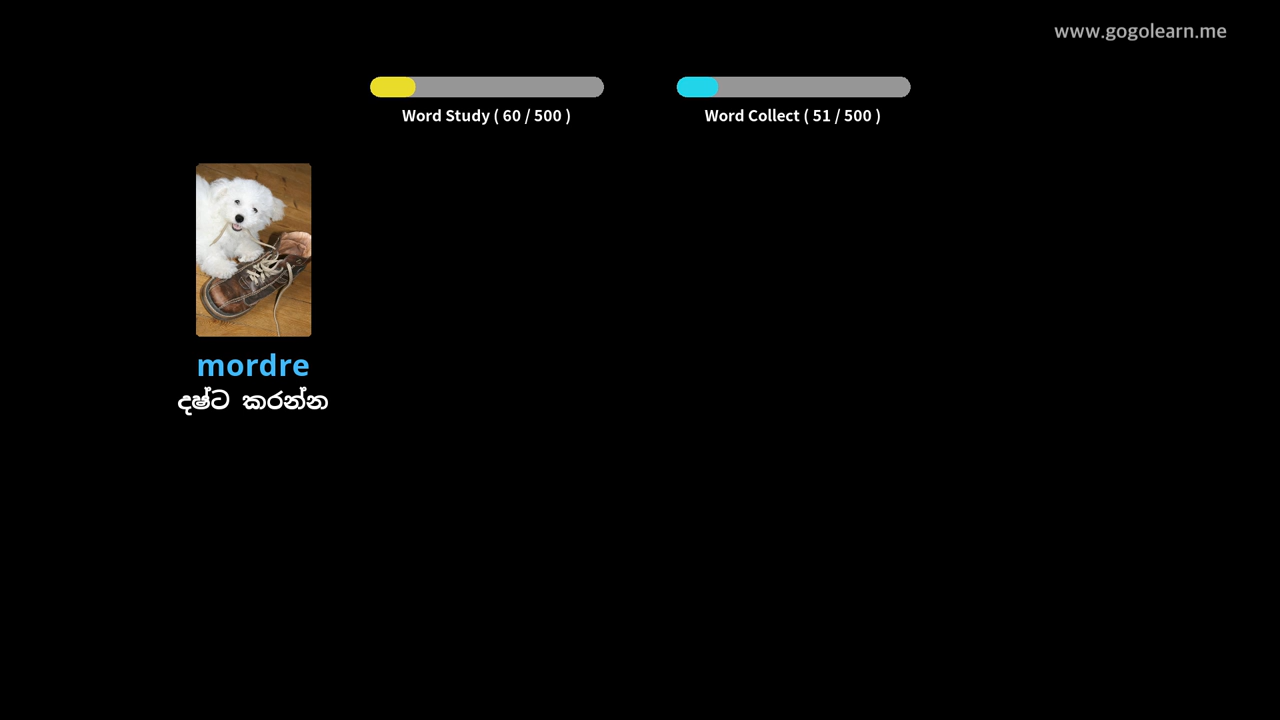 www.gogolearn.me
Word Study ( 60 / 500 )
Word Collect ( 51 / 500 )
mordre
දෂ්ට කරන්න